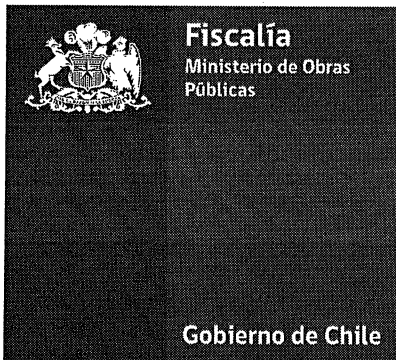 Fiscalía
Ministerio de Obras
Públicas
Gobierno de Chile